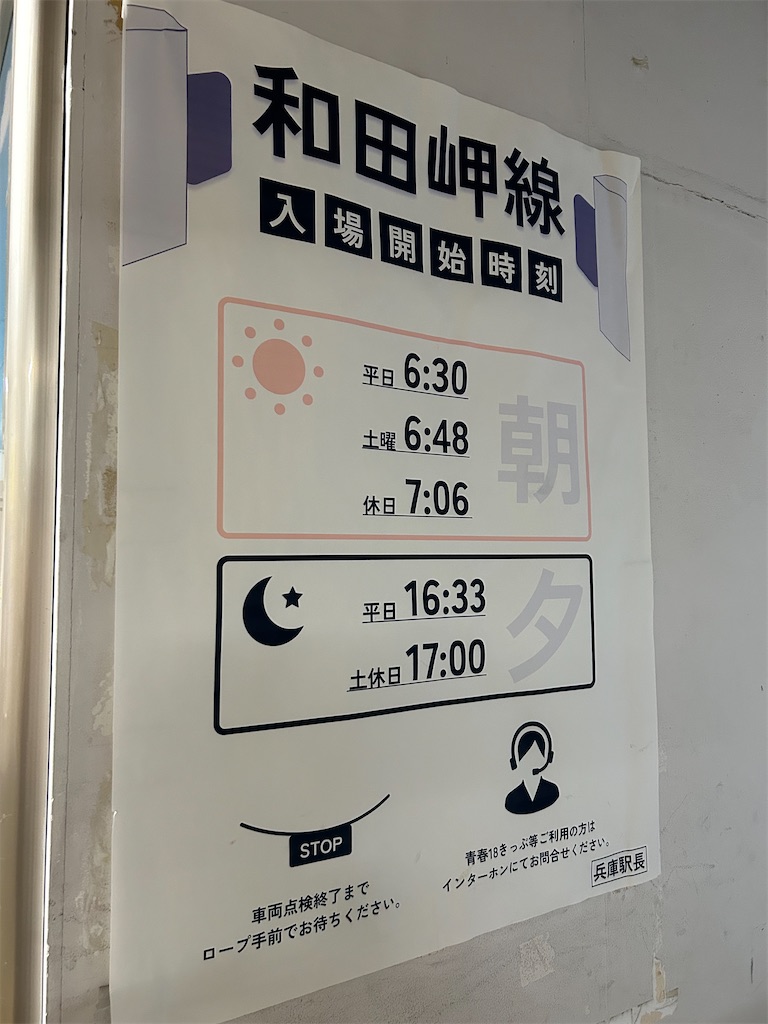 和田岬線
入場開始時刻
平日 6:30
土曜 6:48
休日 7:06
朝
平日 16:33
土休日 17:00
夕
STOP
車両点検終了まで
ロープ手前でお待ちください。
青春18きっぷ等ご利用の方は
インターホンにてお問合せください。
兵庫駅長